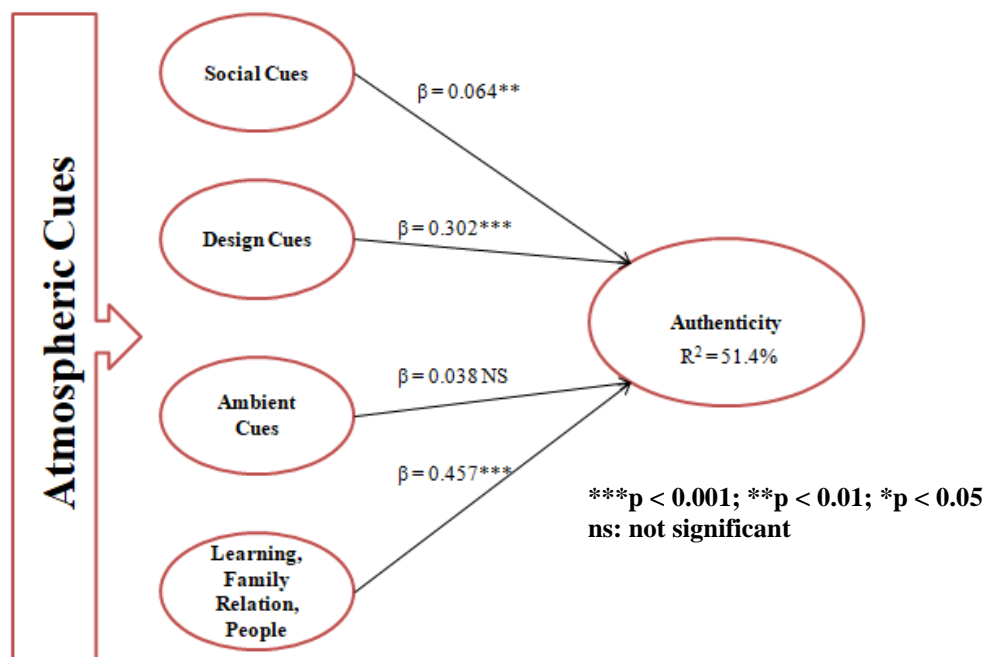 Atmospheric Cues
Social Cues
β = 0.064**
Design Cues
β = 0.302***
Authenticity
R² = 51.4%
Ambient
Cues
β = 0.038 NS
β = 0.457***
Learning,
Family
Relation,
People
***p < 0.001; **p < 0.01; *p < 0.05
ns: not significant